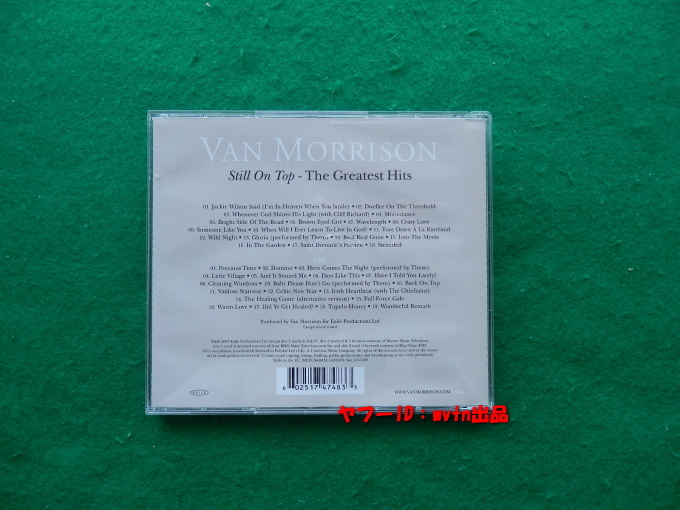 VAN MORRISON
Still On Top - The Greatest Hits
01. Jackie Wilson Said (I'm In Heaven When You Smile) • 02. Dweller On The Threshold
03. Whenever God Shines His Light (with Cliff Richard) • 04. Moondance
05. Bright Side Of The Road • 06. Brown Eyed Girl • 07. Wavelength • 08. Crazy Love
09. Someone Like You • 10. When Will I Ever Learn To Live In God? • 11. Tore Down A La Rimbaud
12. Wild Night • 13. Gloria (performed by Them) • 14. Real Real Gone • 15. Into The Mystic
16. In The Garden • 17. Saint Dominic's Preview • 18. Stranded
01. Precious Time • 02. Domino • 03. Here Comes The Night (performed by Them)
04. Little Village • 05. And It Stoned Me • 06. Days Like This • 07. Have I Told You Lately?
08. Cleaning Windows • 09. Baby Please Don't Go (performed by Them) • 10. Back On Top
11. Vanlose Stairway • 12. Celtic New Year • 13. Irish Heartbeat (with The Chieftains)
14. The Healing Game (alternative version) • 15. Full Force Gale
16. Warm Love • 17. Did Ye Get Healed? • 18. Tupelo Honey • 19. Wonderful Remark
Produced by Van Morrison for Exile Productions Ltd.
Except where stated
6 02517 47483 5
EXILE
WWW.VANMORRISON.COM
ヤフーID：mvfn出品